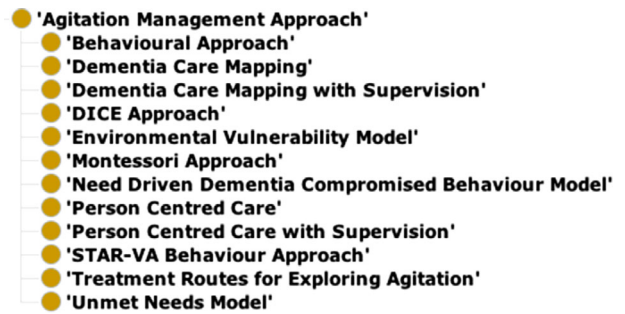 'Agitation Management Approach'
'Behavioural Approach'
'Dementia Care Mapping'
'Dementia Care Mapping with Supervision'
'DICE Approach'
'Environmental Vulnerability Model'
'Montessori Approach'
'Need Driven Dementia Compromised Behaviour Model'
'Person Centred Care'
'Person Centred Care with Supervision'
'STAR-VA Behaviour Approach'
'Treatment Routes for Exploring Agitation'
'Unmet Needs Model'